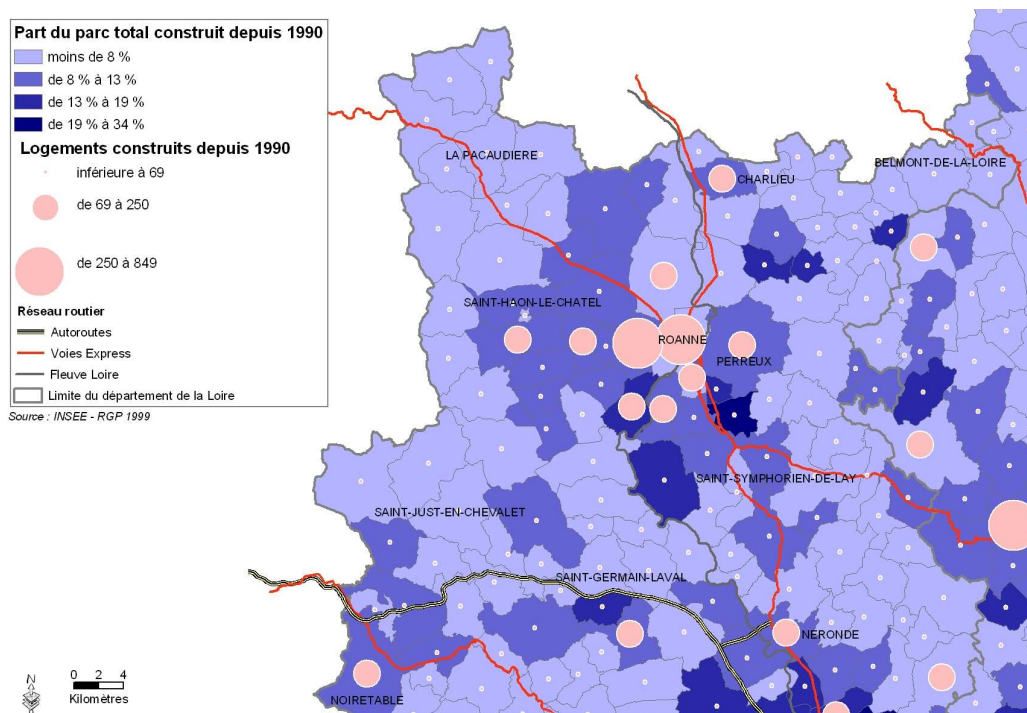 Part du parc total construit depuis 1990
moins de 8 %
de 8 % à 13 %
de 13 % à 19 %
de 19 % à 34 %
Logements construits depuis 1990
inférieure à 69
de 69 à 250
de 250 à 849
Réseau routier
Autoroutes
Voies Express
Fleuve Loire
Limite du département de la Loire
Source : INSEE - RGP 1999
LA PACAUDIERE
BELMONT-DE-LA-LOIRE
CHARLIEU
SAINT-HAON-LE-CHATEL
ROANNE
PERREUX
SAINT-SYMPHORIEN-DE-LAY
SAINT-JUST-EN-CHEVALET
SAINT-GERMAIN-LAVAL
NERONDE
NOIRETABLE
N
0 2 4
Kilomètres